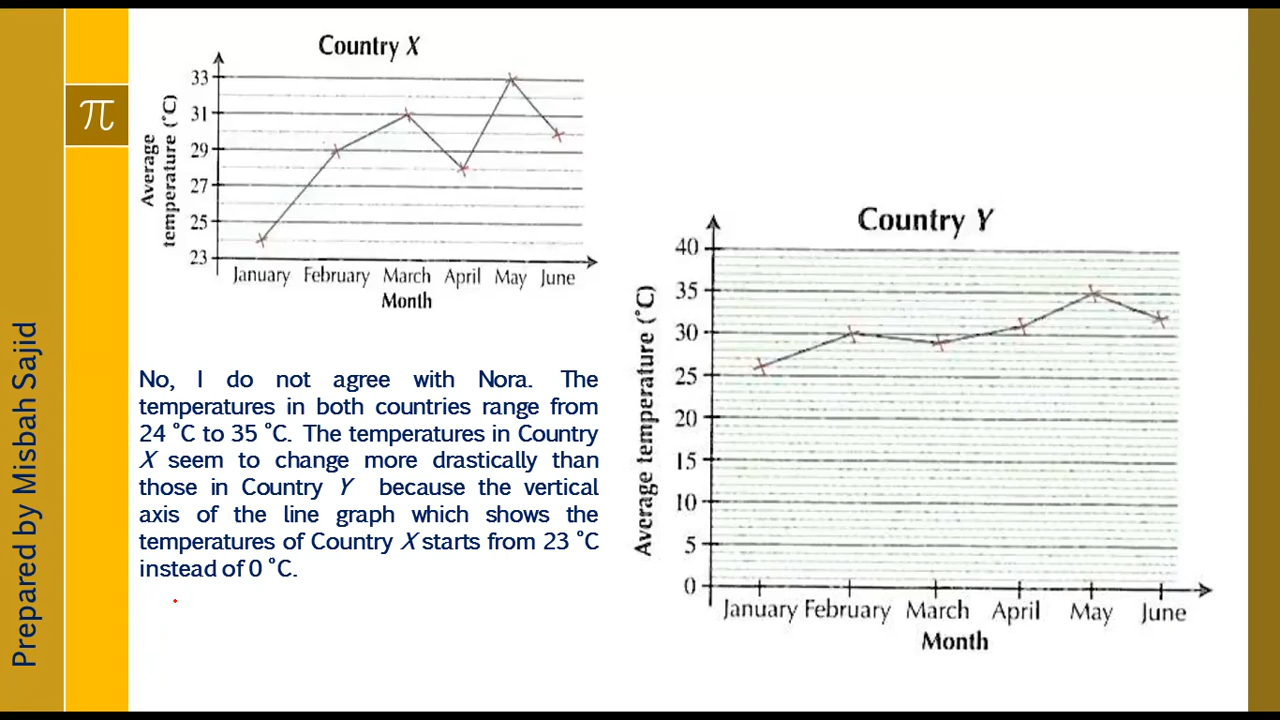 Prepared by Misbah Sajid
π
Country X
Average
temperature (°C)
33
31
29
27
25
23
January February March April May June
Month
No, I do not agree with Nora. The
temperatures in both countries range from
24 °C to 35 °C. The temperatures in Country
X seem to change more drastically than
those in Country Y because the vertical
axis of the line graph which shows the
temperatures of Country X starts from 23 °C
instead of 0 °C.
Country Y
Average temperature (°C)
40
35
30
25
20
15
10
5
0
January February March April May June
Month